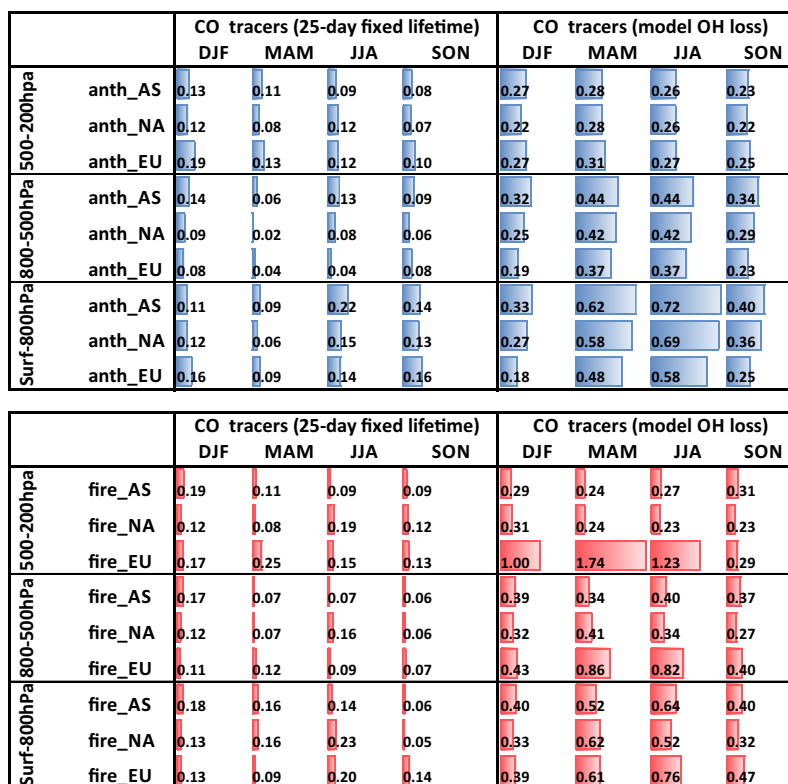 CO tracers (25-day fixed lifetime) CO tracers (model OH loss)
DJF MAM JJA SON DJF MAM JJA SON
500-200hpa
anth_AS 0.13 0.11 0.09 0.08 0.27 0.28 0.26 0.23
anth_NA 0.12 0.08 0.12 0.07 0.22 0.28 0.26 0.22
anth_EU 0.19 0.13 0.12 0.10 0.27 0.31 0.27 0.25
800-500hPa
anth_AS 0.14 0.06 0.13 0.09 0.32 0.44 0.44 0.34
anth_NA 0.09 0.02 0.08 0.06 0.25 0.42 0.42 0.29
anth_EU 0.08 0.04 0.04 0.08 0.19 0.37 0.37 0.23
Surf-800hPa
anth_AS 0.11 0.09 0.22 0.14 0.33 0.62 0.72 0.40
anth_NA 0.12 0.06 0.15 0.13 0.27 0.58 0.69 0.36
anth_EU 0.16 0.09 0.14 0.16 0.18 0.48 0.58 0.25
CO tracers (25-day fixed lifetime) CO tracers (model OH loss)
DJF MAM JJA SON DJF MAM JJA SON
500-200hpa
fire_AS 0.19 0.11 0.09 0.09 0.29 0.24 0.27 0.31
fire_NA 0.12 0.08 0.19 0.12 0.31 0.24 0.23 0.23
fire_EU 0.17 0.25 0.15 0.13 1.00 1.74 1.23 0.29
800-500hPa
fire_AS 0.17 0.07 0.07 0.06 0.39 0.34 0.40 0.37
fire_NA 0.12 0.07 0.16 0.06 0.32 0.41 0.34 0.27
fire_EU 0.11 0.12 0.09 0.07 0.43 0.86 0.82 0.40
Surf-800hPa
fire_AS 0.18 0.16 0.14 0.06 0.40 0.52 0.64 0.40
fire_NA 0.13 0.16 0.23 0.05 0.33 0.62 0.52 0.32
fire_EU 0.13 0.09 0.20 0.14 0.39 0.61 0.76 0.47